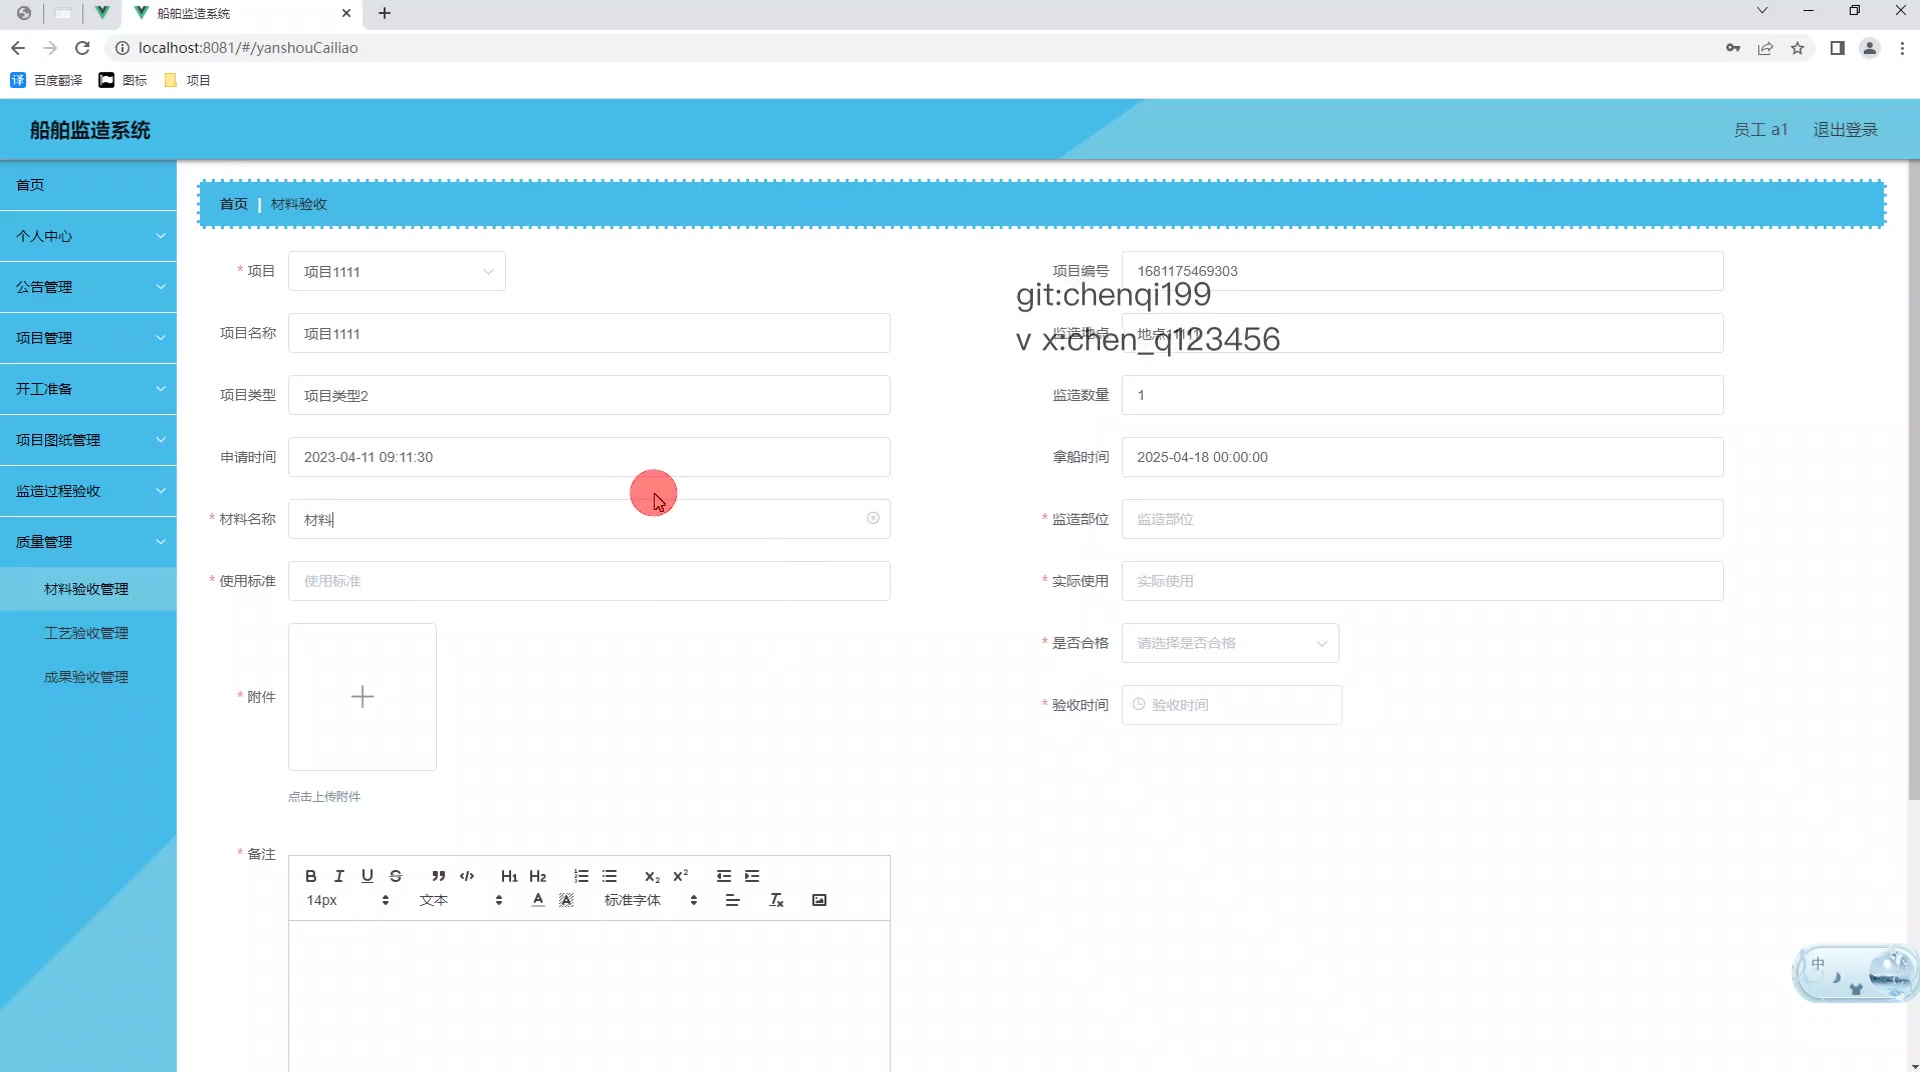 船舶监造系统
localhost:8081/#/yanshouCailiao
百度翻译 图标 项目
船舶监造系统
员工 a1 退出登录
首页
个人中心
公告管理
项目管理
开工准备
项目图纸管理
监造过程验收
质量管理
材料验收管理
工艺验收管理
成果验收管理
首页 | 材料验收
* 项目 项目1111
项目编号 1681175469303
git:chenqi199
项目名称 项目1111
监造地点
v x:chen_q123456
项目类型 项目类型2
监造数量 1
申请时间 2023-04-11 09:11:30
拿船时间 2025-04-18 00:00:00
* 材料名称 材料
* 监造部位 监造部位
* 使用标准 使用标准
* 实际使用 实际使用
* 附件
点击上传附件
* 是否合格 请选择是否合格
* 验收时间 验收时间
* 备注
B I U S H1 H2 X2 X2
14px 文本 A A 标准字体 Tx
中